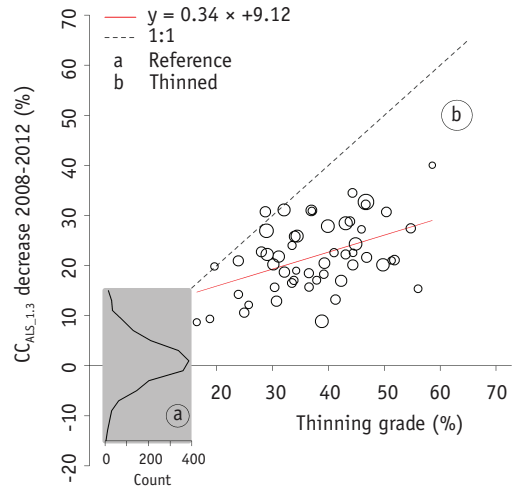 y = 0.34 × +9.12
1:1
a Reference
b Thinned
CC_ALS_1.3 decrease 2008-2012 (%)
70
60
50
40
30
20
10
0
-10
-20
b
a
0 200 400
Count
20 30 40 50 60 70
Thinning grade (%)